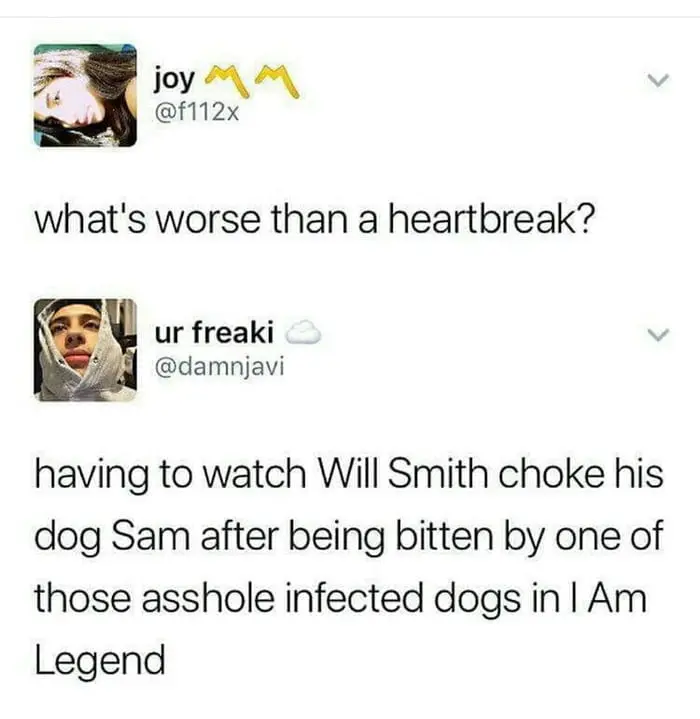 joy 〽️〽️
@f112x
what's worse than a heartbreak?
ur freaki ☁️
@damnjavi
having to watch Will Smith choke his
dog Sam after being bitten by one of
those asshole infected dogs in I Am
Legend